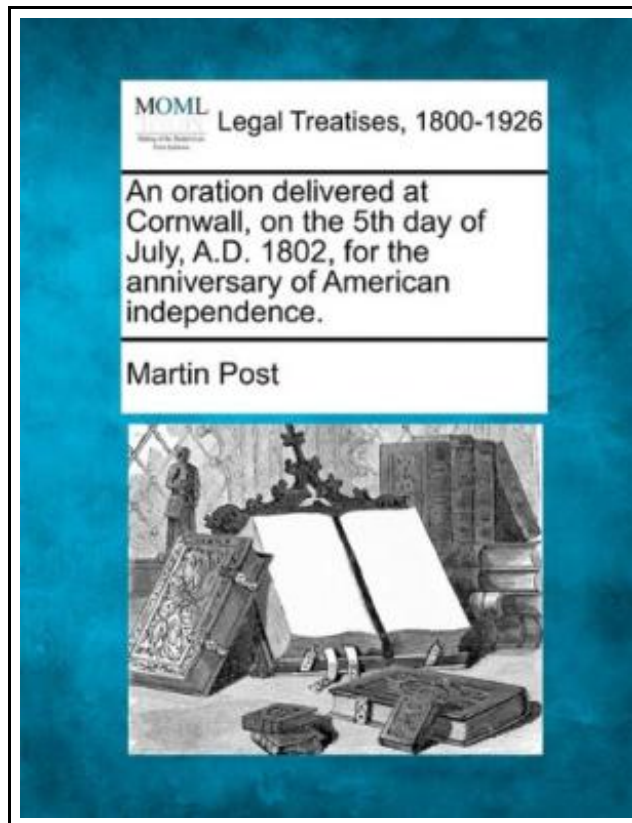 MOML
Legal Treatises, 1800-1926
An oration delivered at
Cornwall, on the 5th day of
July, A.D. 1802, for the
anniversary of American
independence.
Martin Post